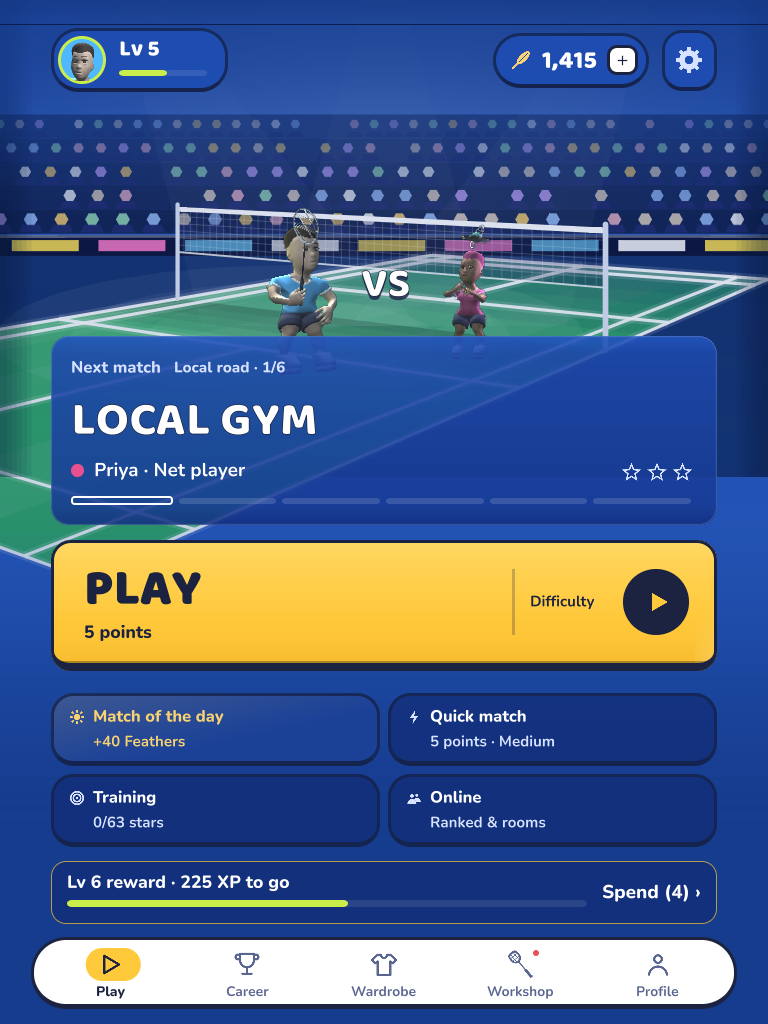 Lv 5
1,415
+
VS
Next match Local road · 1/6
LOCAL GYM
Priya · Net player
PLAY
5 points
Difficulty
Match of the day
+40 Feathers
Quick match
5 points · Medium
Training
0/63 stars
Online
Ranked & rooms
Lv 6 reward · 225 XP to go
Spend (4) ›
Play
Career
Wardrobe
Workshop
Profile